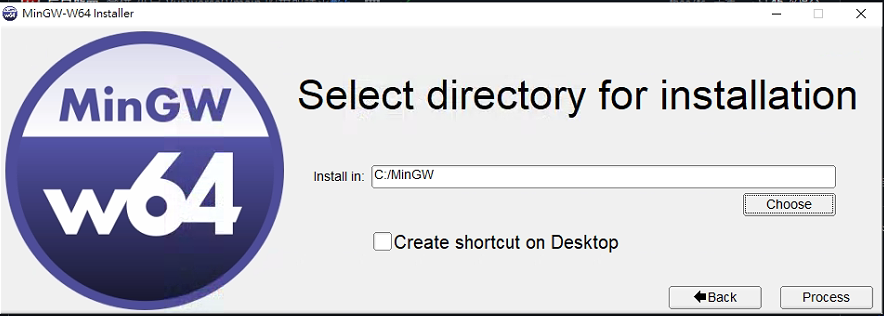 MinGW-W64 Installer
MinGW
w64
Select directory for installation
Install in: C:/MinGW
Choose
Create shortcut on Desktop
Back Process